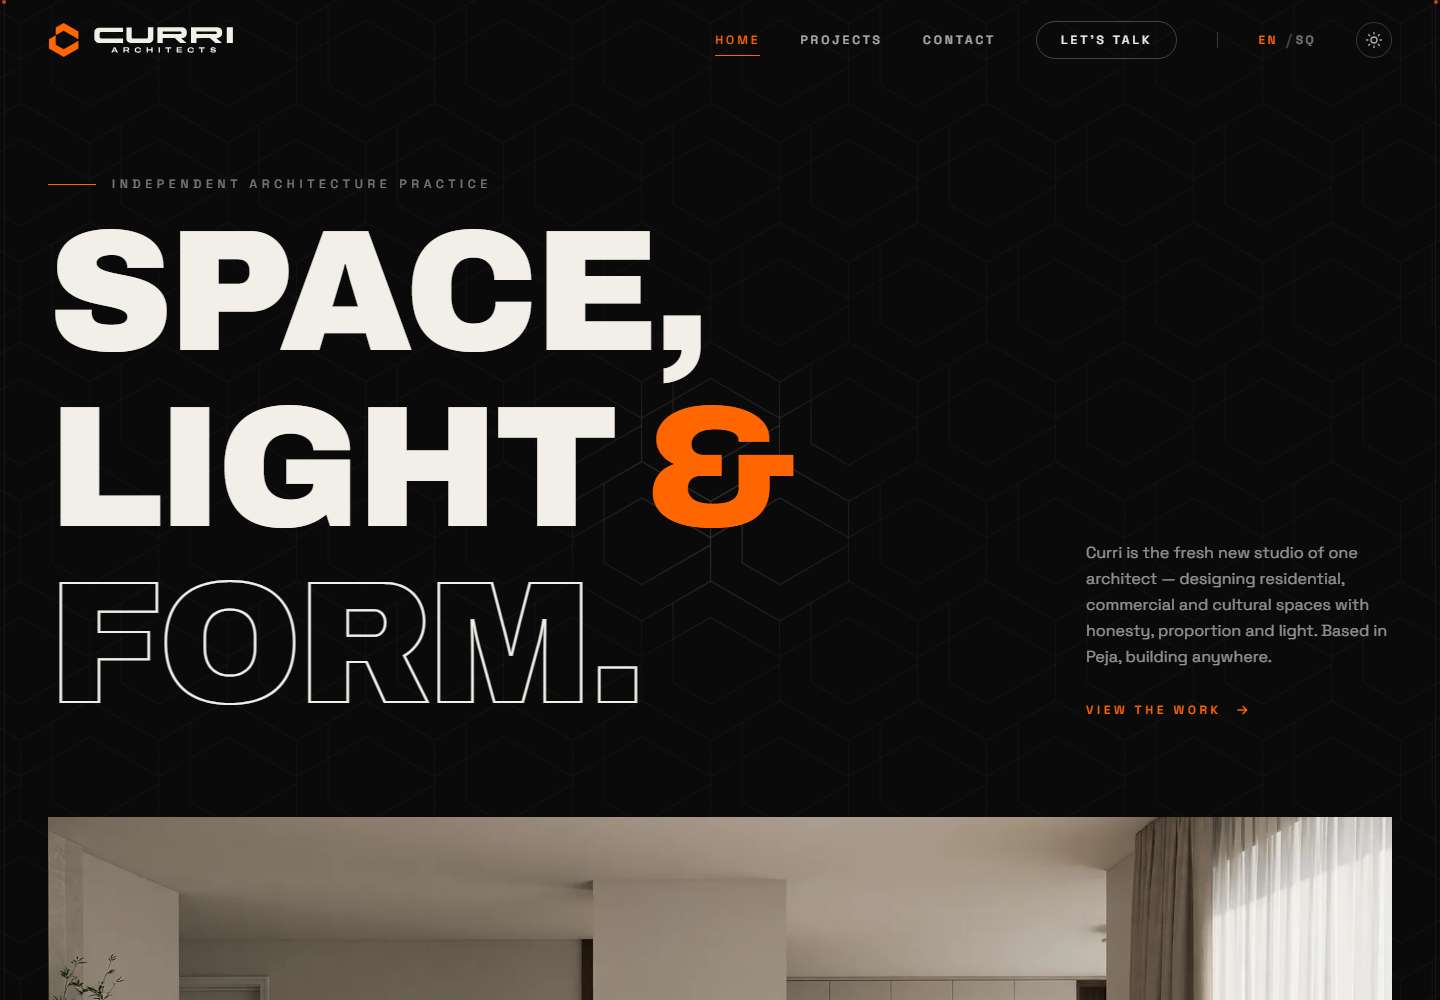 CURRI
ARCHITECTS
HOME
PROJECTS
CONTACT
LET'S TALK
EN / SQ
INDEPENDENT ARCHITECTURE PRACTICE
SPACE,
LIGHT &
FORM.
Curri is the fresh new studio of one
architect — designing residential,
commercial and cultural spaces with
honesty, proportion and light. Based in
Peja, building anywhere.
VIEW THE WORK →